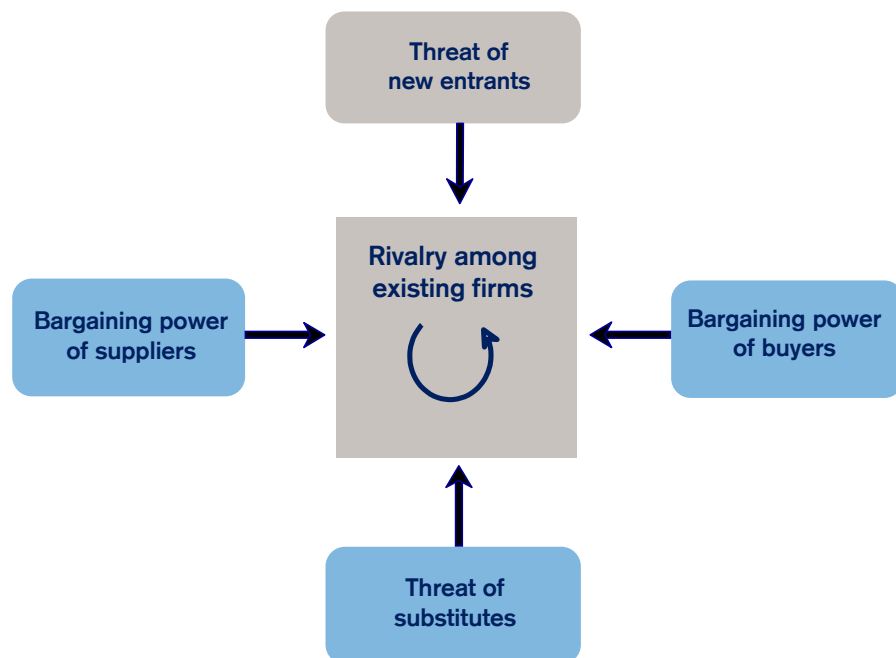 Threat of
new entrants
Rivalry among
existing firms
Bargaining power
of suppliers
Bargaining power
of buyers
Threat of
substitutes